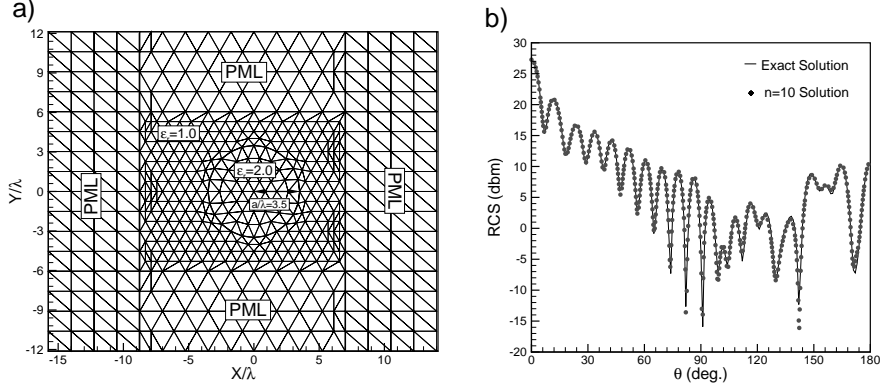 a)
12
9
6
3
0
-3
-6
-9
-12
Y/λ
-15
-10
-5
0
5
10
X/λ
PML
εr=1.0
εr=2.0
a/λ=3.5
PML
PML
PML
b)
30
25
20
15
10
5
0
-5
-10
-15
-20
RCS (dbm)
0
30
60
90
120
150
180
θ (deg.)
Exact Solution
n=10 Solution